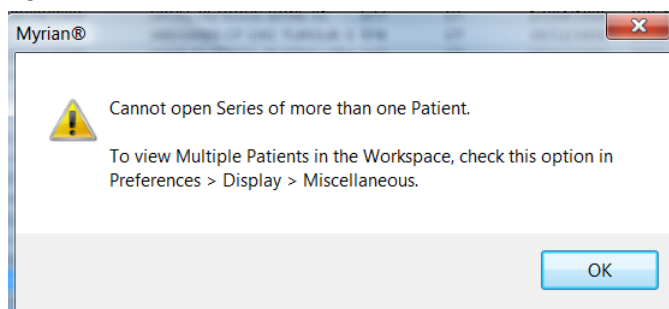 Myrian®
Cannot open Series of more than one Patient.
To view Multiple Patients in the Workspace, check this option in
Preferences > Display > Miscellaneous.
OK